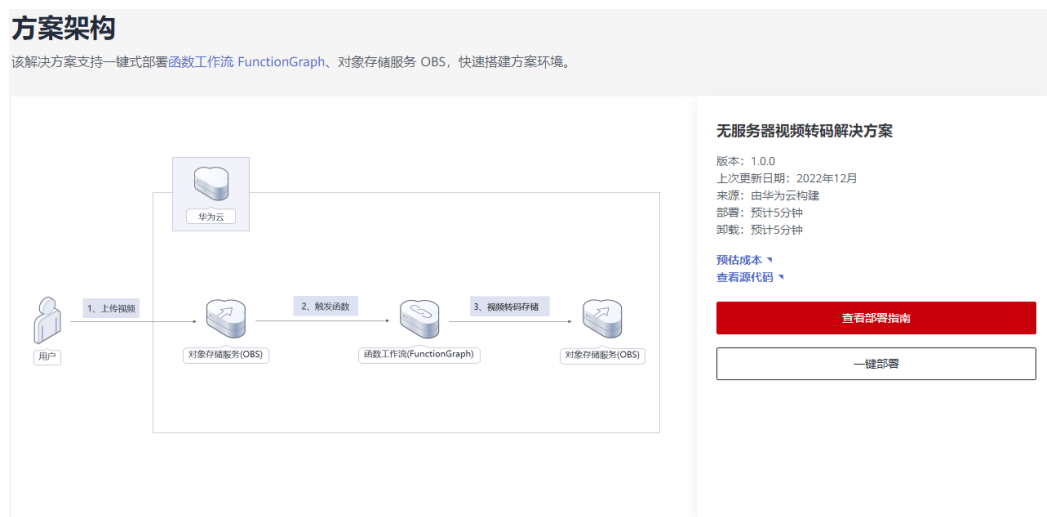 方案架构
该解决方案支持一键式部署函数工作流 FunctionGraph、对象存储服务 OBS，快速搭建方案环境。
华为云
1、上传视频
2、触发函数
3、视频转码存储
用户
对象存储服务(OBS)
函数工作流(FunctionGraph)
对象存储服务(OBS)
无服务器视频转码解决方案
版本：1.0.0
上次更新日期：2022年12月
来源：由华为云构建
部署：预计5分钟
卸载：预计5分钟
预估成本
查看源代码
查看部署指南
一键部署